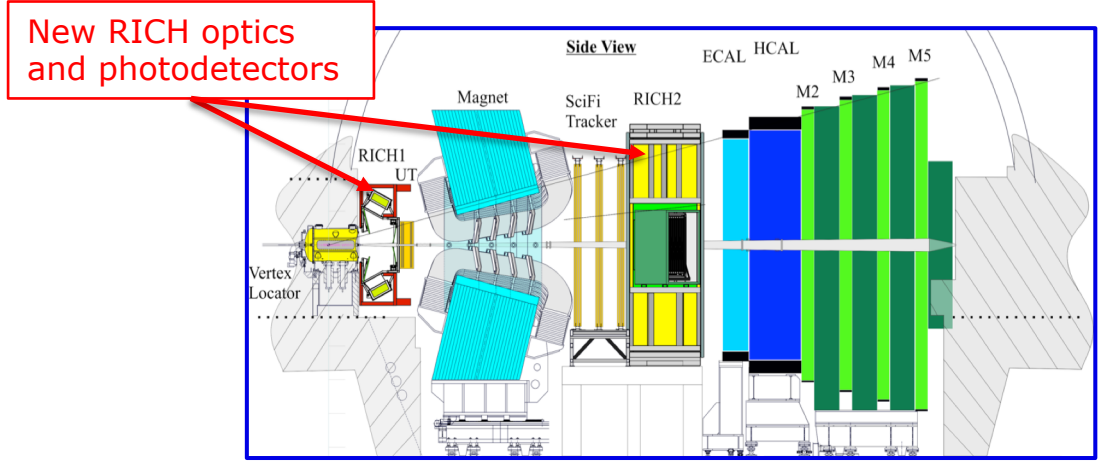 New RICH optics
and photodetectors
Side View
ECAL
HCAL
M2
M3
M4
M5
Magnet
SciFi
Tracker
RICH2
RICH1
UT
Vertex
Locator